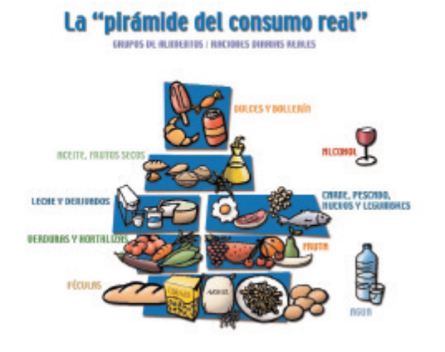 La “pirámide del consumo real”
GRUPOS DE ALIMENTOS / RACIONES DIARIAS REALES
DULCES Y BOLLERÍA
ACEITE, FRUTOS SECOS
ALCOHOL
LECHE Y DERIVADOS
CARNE, PESCADO,
HUEVOS Y LEGUMBRES
VERDURAS Y HORTALIZAS
FRUTA
FÉCULAS
ARROZ
AGUA